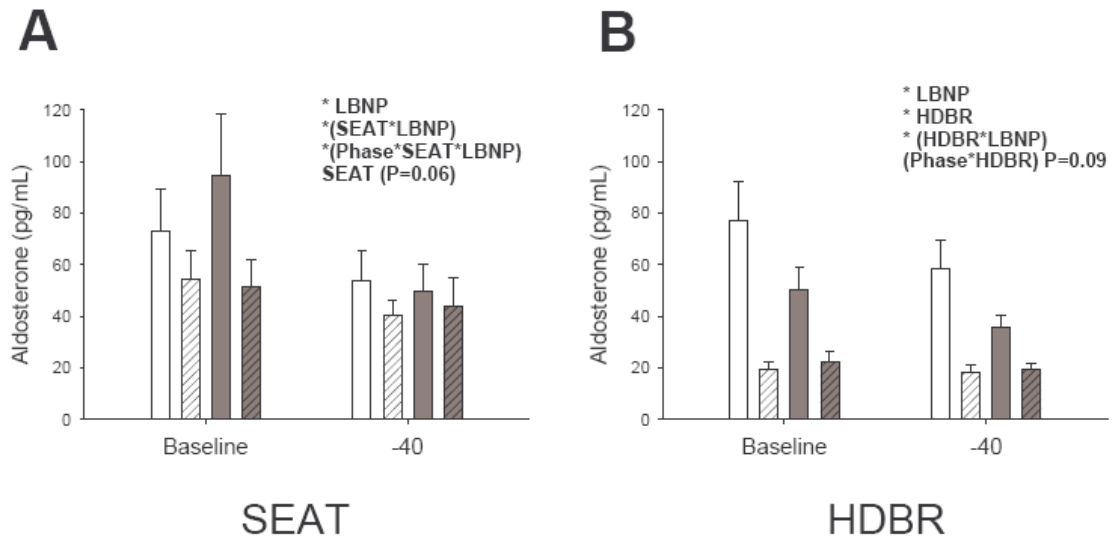 A
Aldosterone (pg/mL)
120
100
80
60
40
20
0
* LBNP
*(SEAT*LBNP)
*(Phase*SEAT*LBNP)
SEAT (P=0.06)
Baseline
-40
SEAT
B
Aldosterone (pg/mL)
120
100
80
60
40
20
0
* LBNP
* HDBR
* (HDBR*LBNP)
(Phase*HDBR) P=0.09
Baseline
-40
HDBR